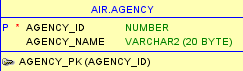 AIR.AGENCY
P * AGENCY_ID NUMBER
AGENCY_NAME VARCHAR2 (20 BYTE)
AGENCY_PK (AGENCY_ID)